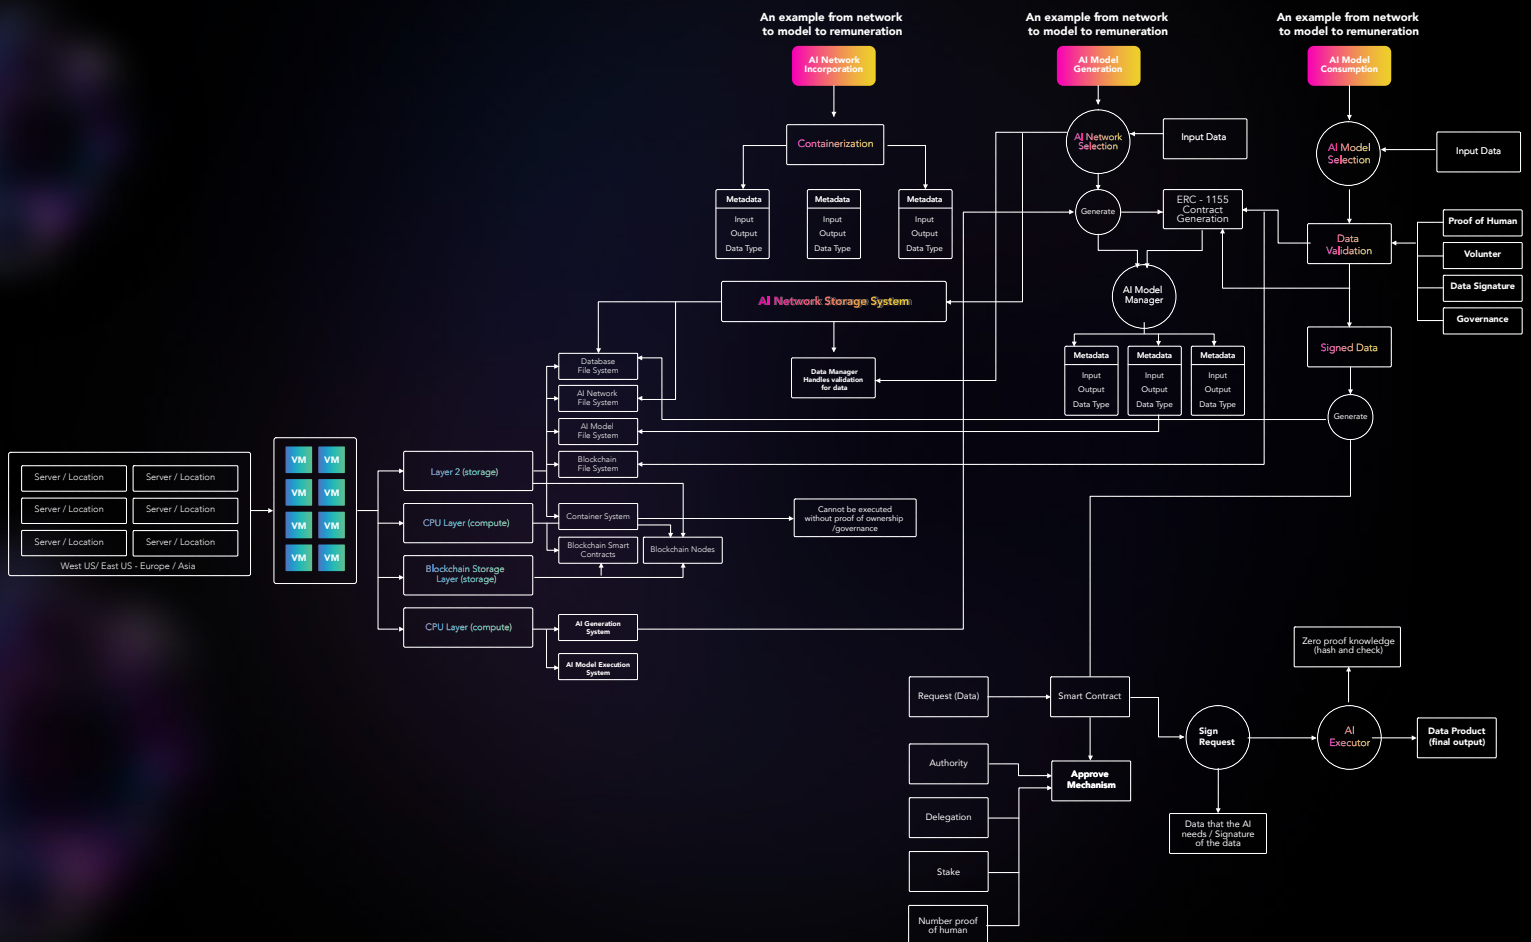 An example from network
to model to remuneration
An example from network
to model to remuneration
An example from network
to model to remuneration
AI Network
Incorporation
AI Model
Generation
AI Model
Consumption
Containerization
AI Network
Selection
Input Data
AI Model
Selection
Input Data
Metadata
Input
Output
Data Type
Metadata
Input
Output
Data Type
Metadata
Input
Output
Data Type
Generate
ERC - 1155
Contract
Generation
Data
Validation
Proof of Human
Volunter
Data Signature
Governance
AI Network Storage System
AI Model
Manager
Signed Data
Data Manager
Handles validation
for data
Metadata
Input
Output
Data Type
Metadata
Input
Output
Data Type
Metadata
Input
Output
Data Type
Generate
Database
File System
AI Network
File System
AI Model
File System
Blockchain
File System
Server / Location
Server / Location
Server / Location
Server / Location
Server / Location
Server / Location
West US/ East US - Europe / Asia
VM
VM
VM
VM
VM
VM
VM
VM
Layer 2 (storage)
CPU Layer (compute)
Blockchain Storage
Layer (storage)
CPU Layer (compute)
Container System
Blockchain Smart
Contracts
Blockchain Nodes
Cannot be executed
without proof of ownership
/governance
AI Generation
System
AI Model Execution
System
Zero proof knowledge
(hash and check)
Request (Data)
Smart Contract
Sign
Request
AI
Executor
Data Product
(final output)
Authority
Approve
Mechanism
Delegation
Data that the AI
needs / Signature
of the data
Stake
Number proof
of human